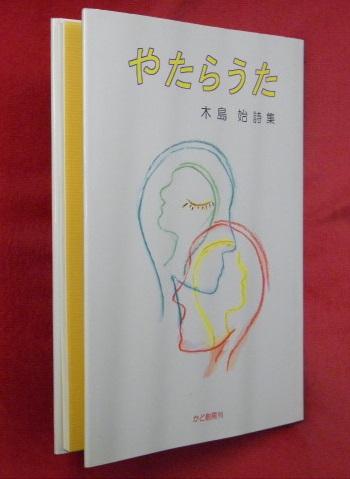 やたらうた
木島 始詩集
かど創房刊